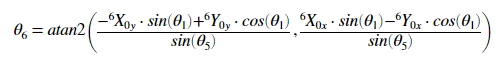 θ₆ = atan2( (−⁶X₀y · sin(θ₁)+⁶Y₀y · cos(θ₁)) / sin(θ₅) , (⁶X₀x · sin(θ₁)−⁶Y₀x · cos(θ₁)) / sin(θ₅) )